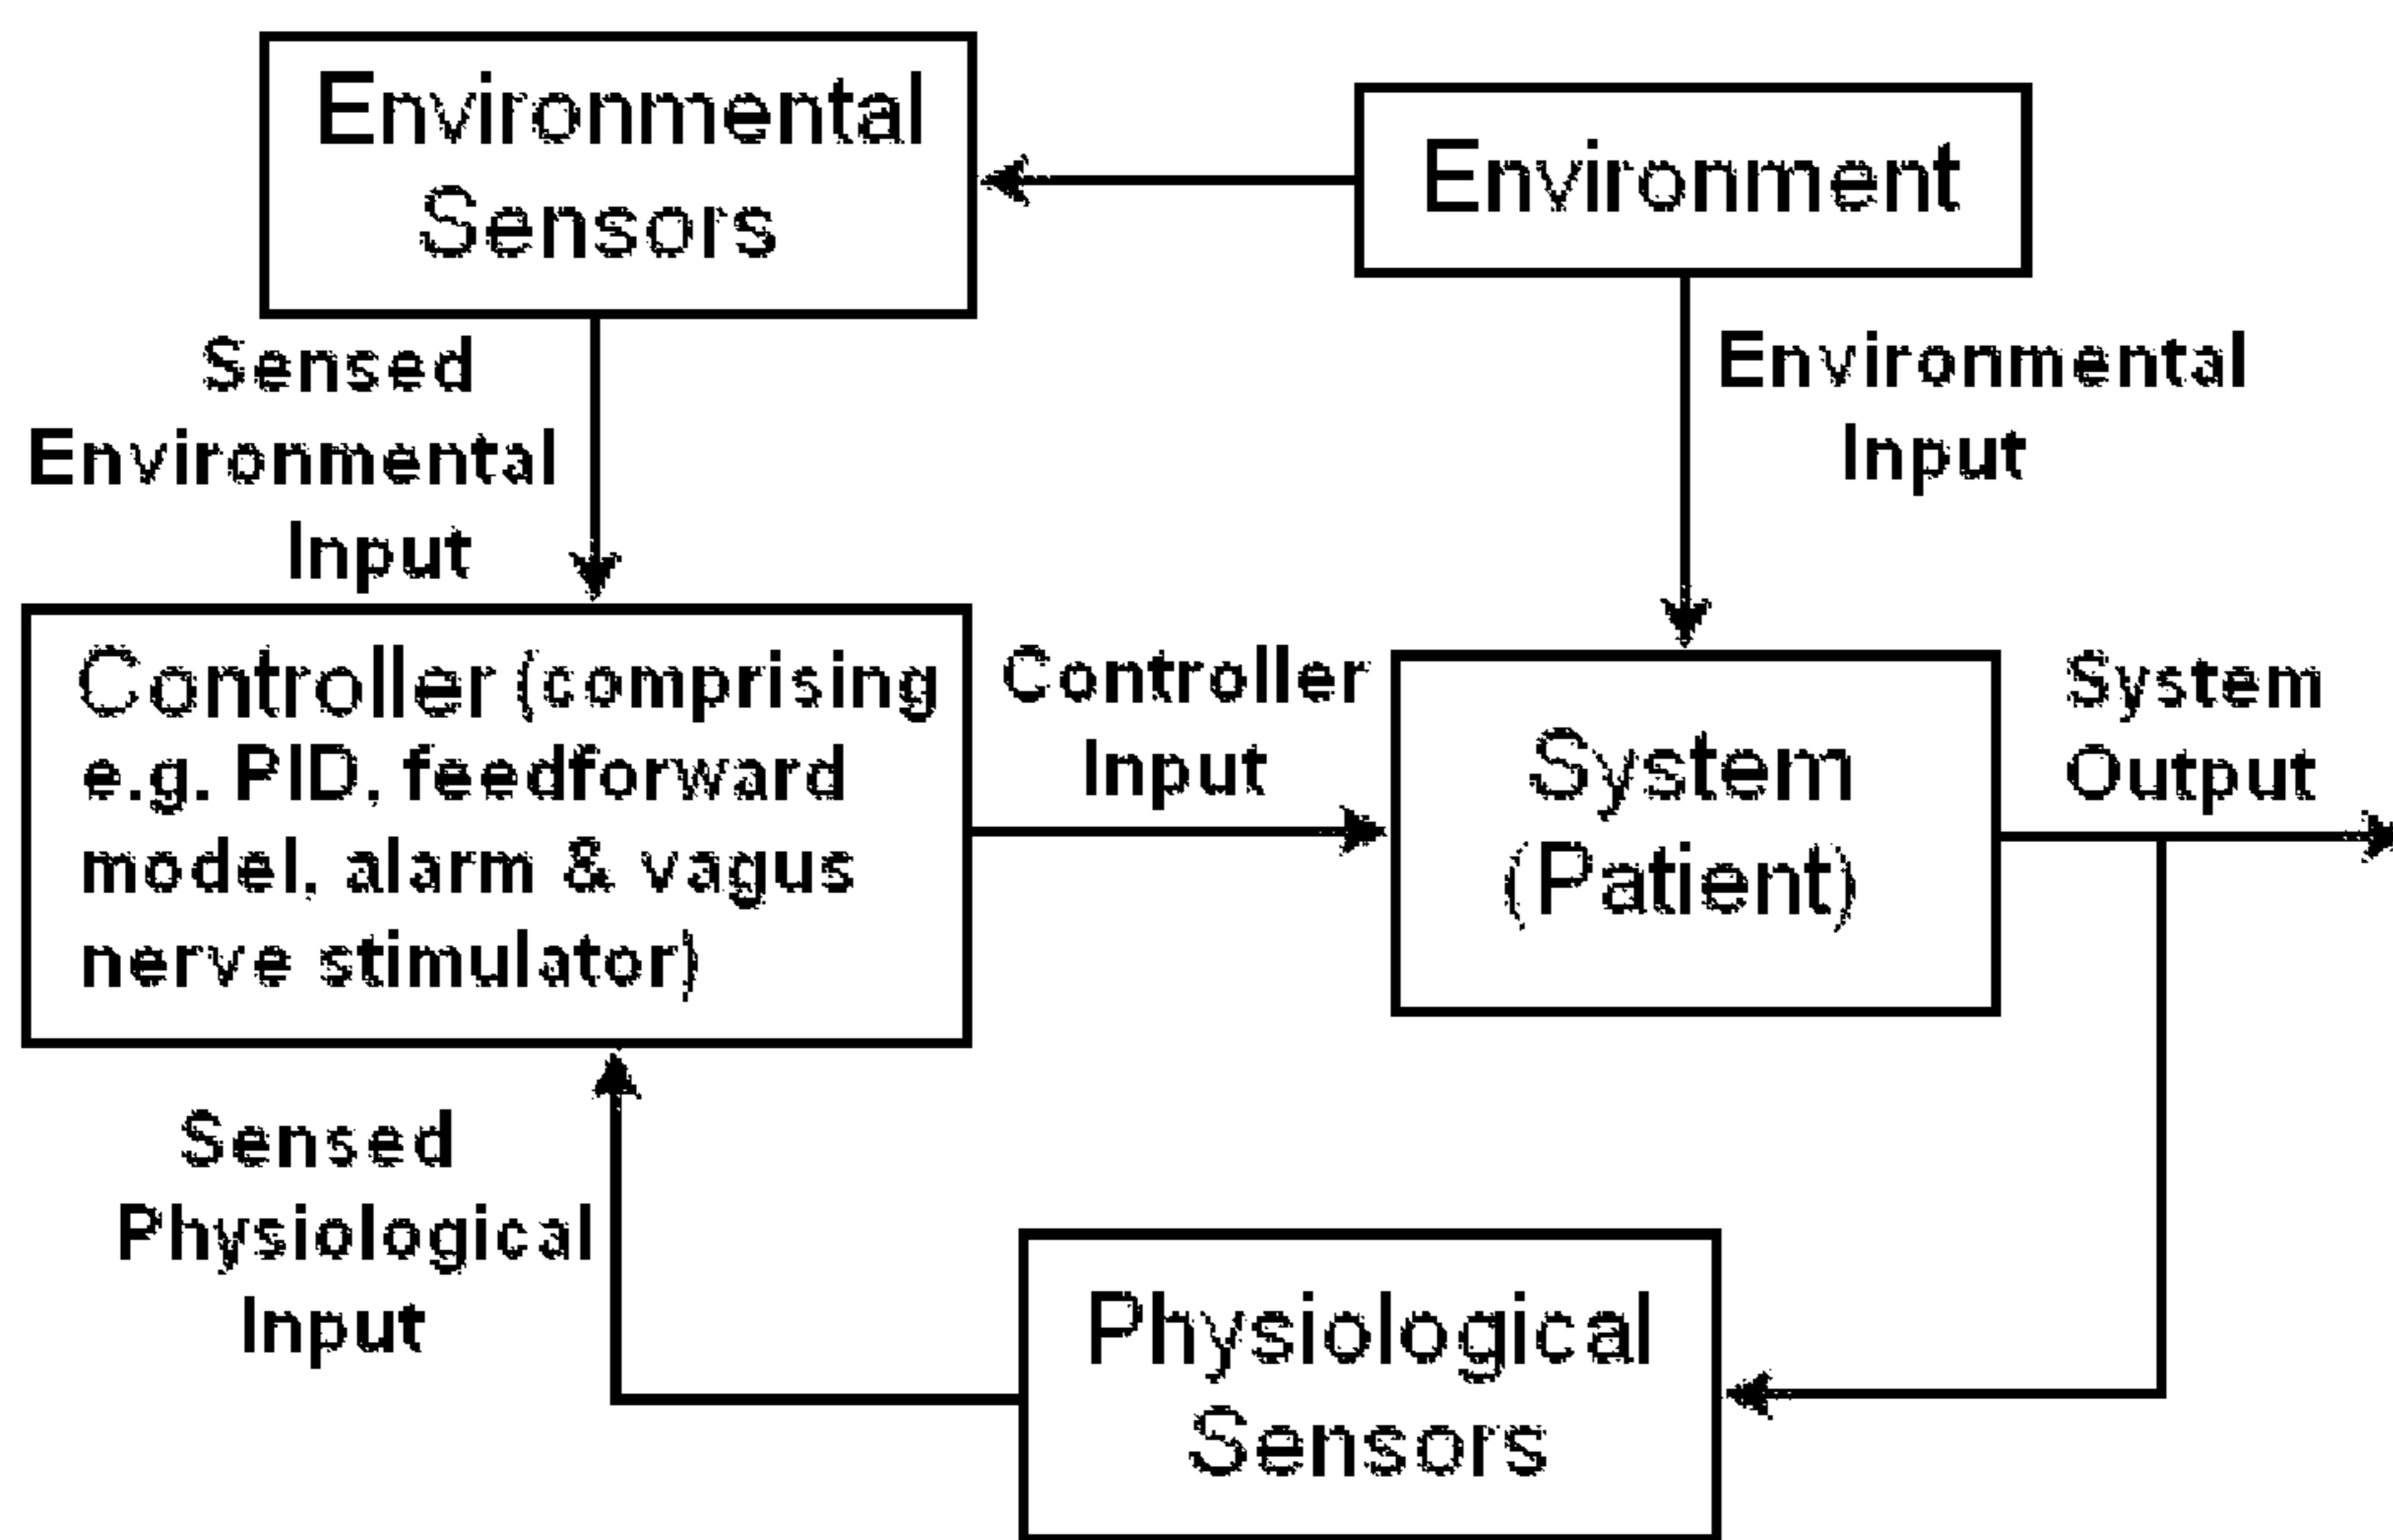 Environmental
Sensors
Environment
Sensed
Environmental
Input
Environmental
Input
Controller (comprising
e.g. PID, feedforward
model, alarm & vagus
nerve stimulator)
Controller
Input
System
(Patient)
System
Output
Sensed
Physiological
Input
Physiological
Sensors